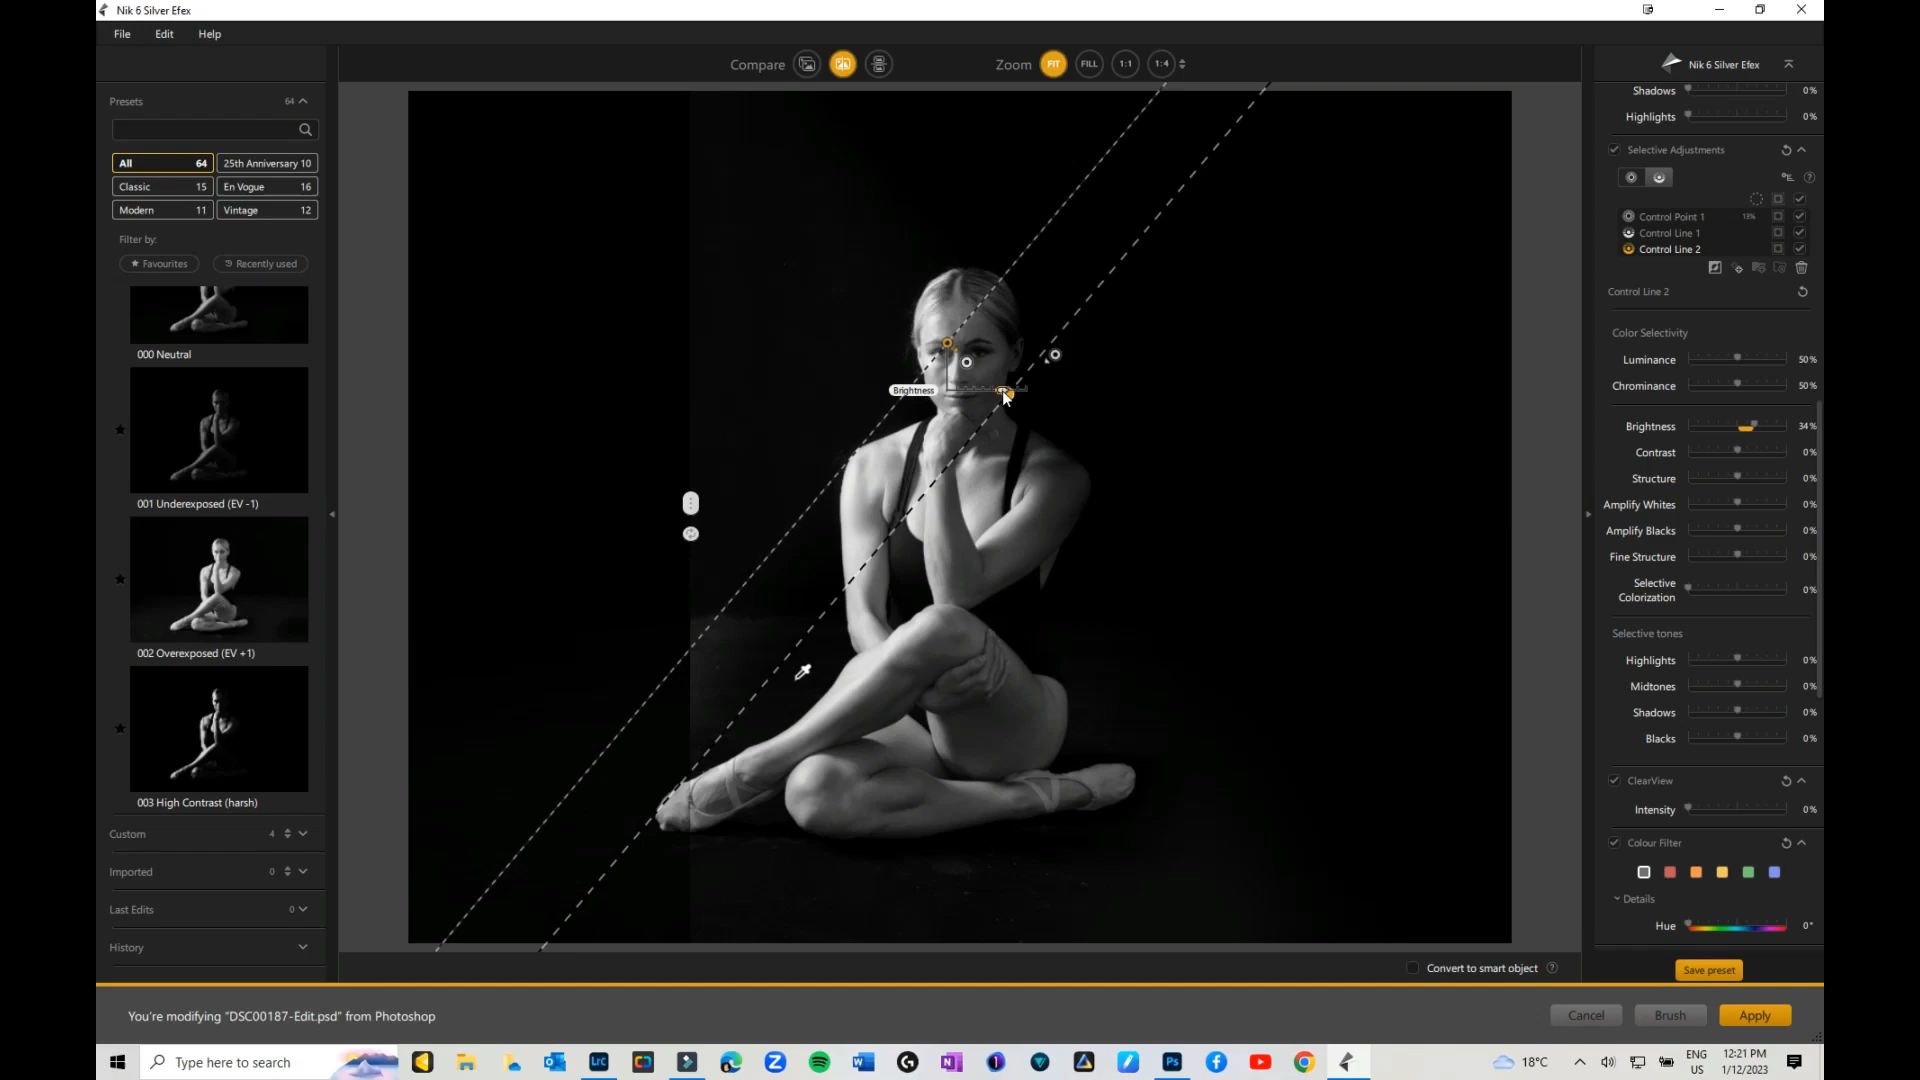 Nik 6 Silver Efex
File Edit Help
Compare
Zoom FIT FILL 1:1 1:4
Nik 6 Silver Efex
Presets 64
All 64
25th Anniversary 10
Classic 15
En Vogue 16
Modern 11
Vintage 12
Filter by:
Favourites
Recently used
000 Neutral
001 Underexposed (EV -1)
002 Overexposed (EV +1)
003 High Contrast (harsh)
Custom 4
Imported 0
Last Edits 0
History
Brightness
Shadows 0%
Highlights 0%
Selective Adjustments
Control Point 1 13%
Control Line 1
Control Line 2
Control Line 2
Color Selectivity
Luminance 50%
Chrominance 50%
Brightness 34%
Contrast 0%
Structure 0%
Amplify Whites 0%
Amplify Blacks 0%
Fine Structure 0%
Selective
Colorization 0%
Selective tones
Highlights 0%
Midtones 0%
Shadows 0%
Blacks 0%
ClearView
Intensity 0%
Colour Filter
Details
Hue 0°
Convert to smart object ?
Save preset
You're modifying "DSC00187-Edit.psd" from Photoshop
Cancel Brush Apply
Type here to search
LrC
Ps
18°C
ENG
US
12:21 PM
1/12/2023